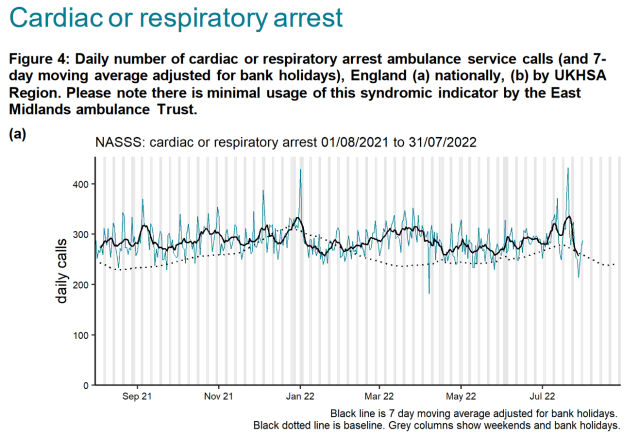 Cardiac or respiratory arrest
Figure 4: Daily number of cardiac or respiratory arrest ambulance service calls (and 7-
day moving average adjusted for bank holidays), England (a) nationally, (b) by UKHSA
Region. Please note there is minimal usage of this syndromic indicator by the East
Midlands ambulance Trust.
(a)
NASSS: cardiac or respiratory arrest 01/08/2021 to 31/07/2022
daily calls
400
300
200
100
0
Sep 21
Nov 21
Jan 22
Mar 22
May 22
Jul 22
Black line is 7 day moving average adjusted for bank holidays.
Black dotted line is baseline. Grey columns show weekends and bank holidays.